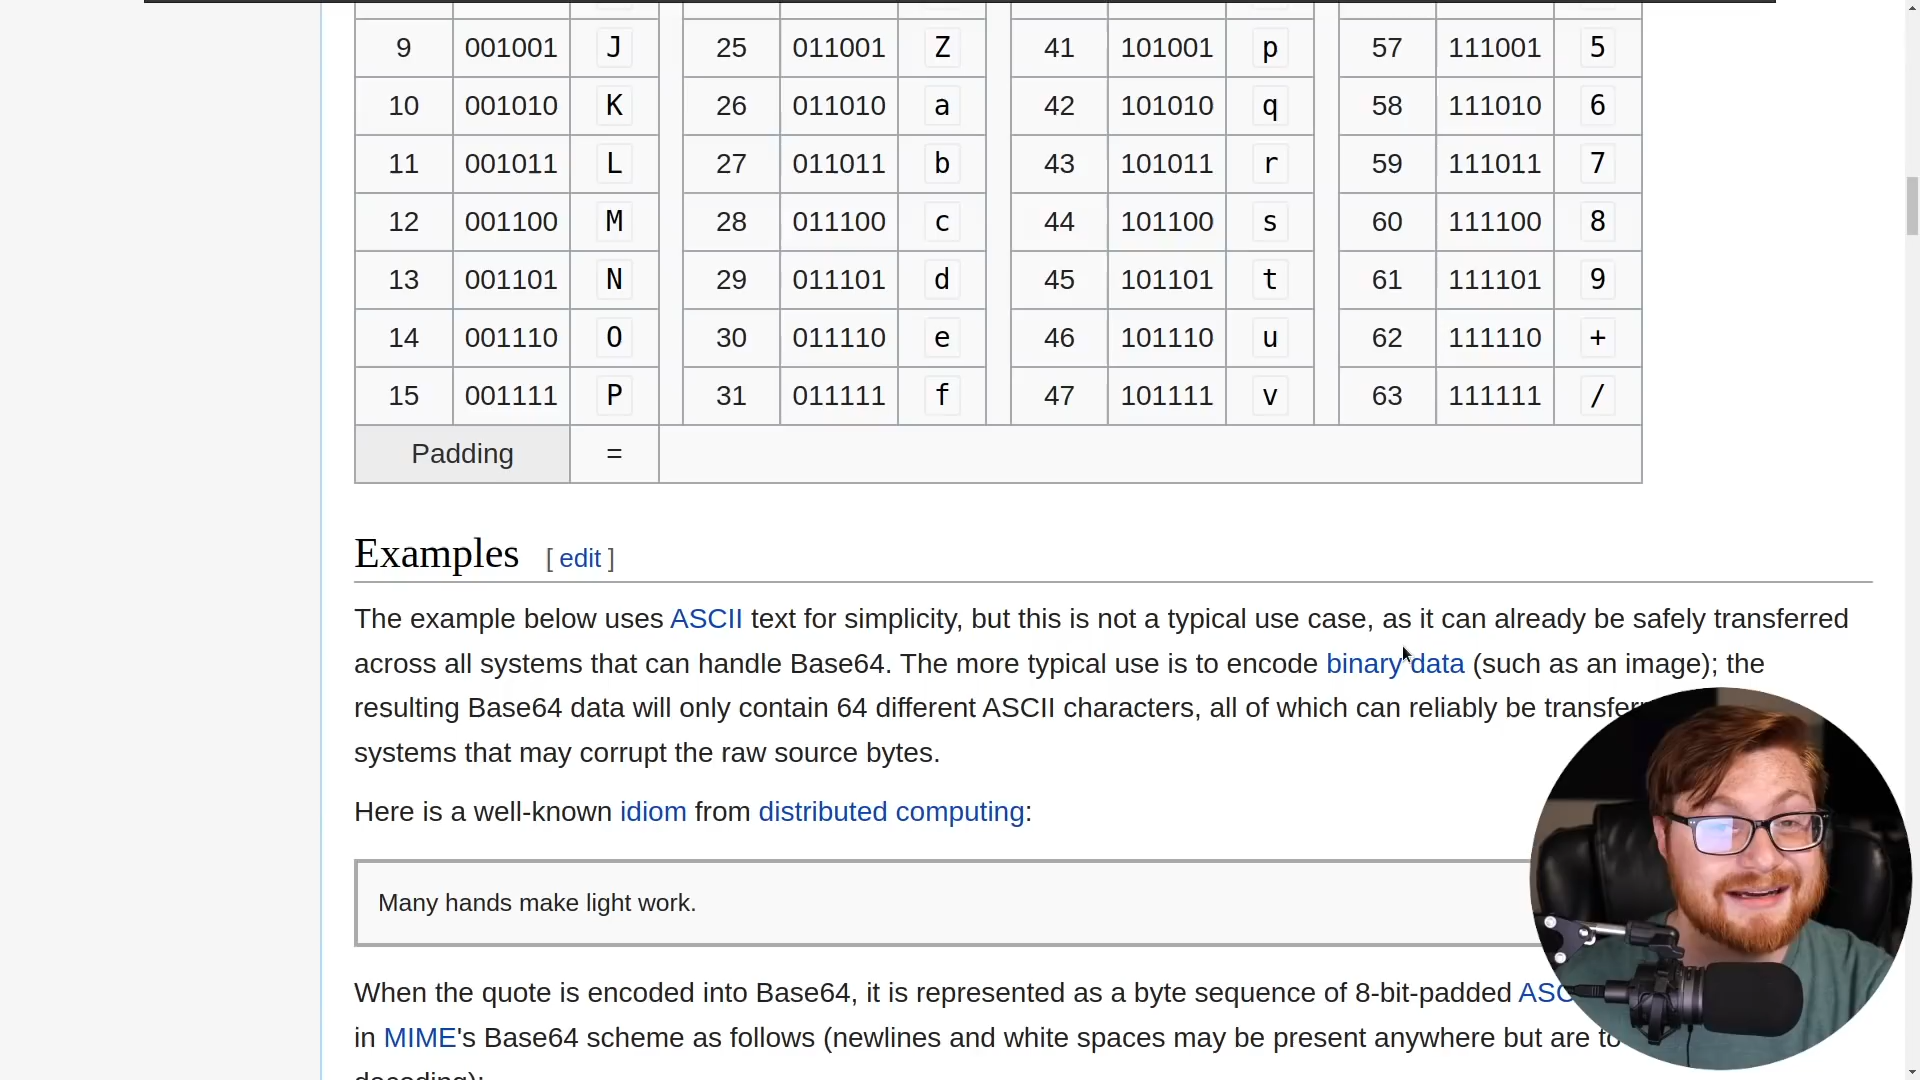 9 001001 J 25 011001 Z 41 101001 p 57 111001 5
10 001010 K 26 011010 a 42 101010 q 58 111010 6
11 001011 L 27 011011 b 43 101011 r 59 111011 7
12 001100 M 28 011100 c 44 101100 s 60 111100 8
13 001101 N 29 011101 d 45 101101 t 61 111101 9
14 001110 O 30 011110 e 46 101110 u 62 111110 +
15 001111 P 31 011111 f 47 101111 v 63 111111 /
Padding =
Examples [ edit ]
The example below uses ASCII text for simplicity, but this is not a typical use case, as it can already be safely transferred
across all systems that can handle Base64. The more typical use is to encode binary data (such as an image); the
resulting Base64 data will only contain 64 different ASCII characters, all of which can reliably be
systems that may corrupt the raw source bytes.
Here is a well-known idiom from distributed computing:
Many hands make light work.
When the quote is encoded into Base64, it is represented as a byte sequence of 8-bit-padded
in MIME's Base64 scheme as follows (newlines and white spaces may be present anywhere but are to